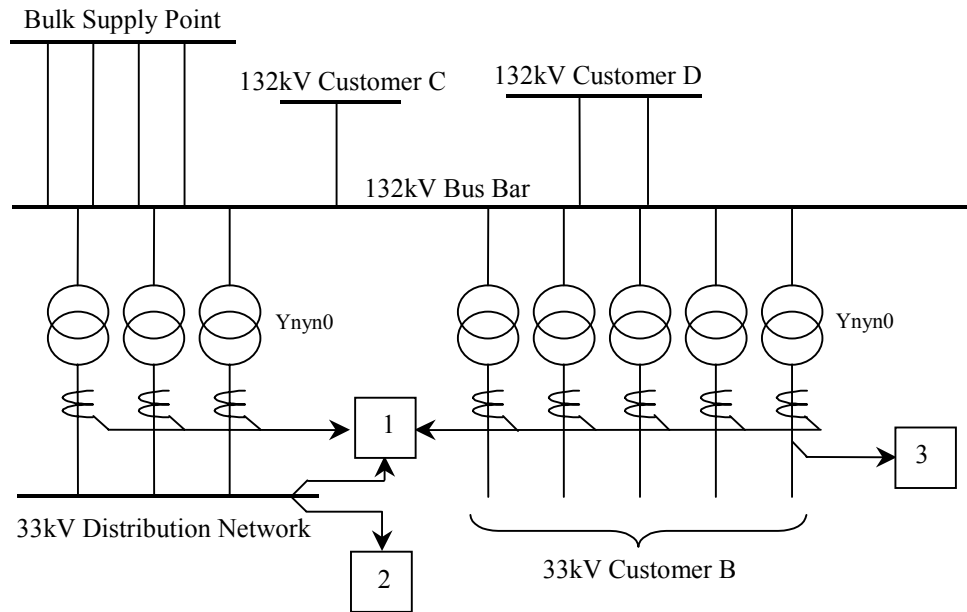 Bulk Supply Point
132kV Customer C
132kV Customer D
132kV Bus Bar
Ynyn0
Ynyn0
1
3
33kV Distribution Network
2
33kV Customer B